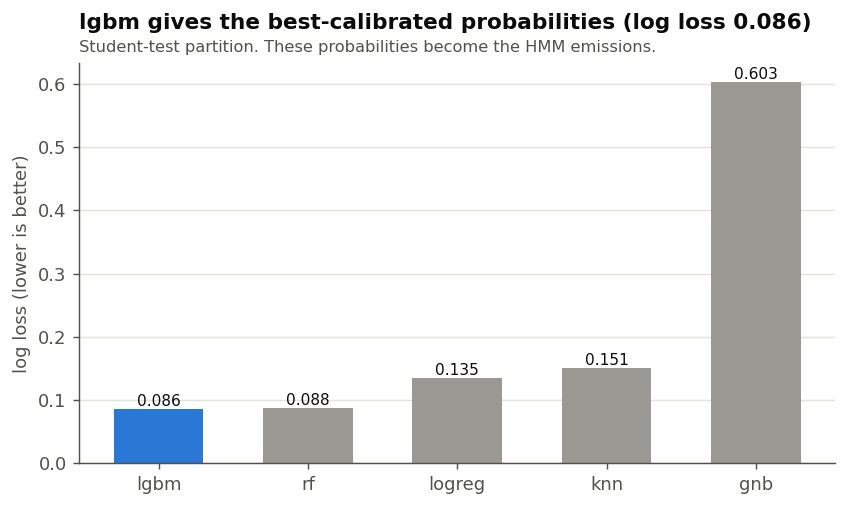 lgbm gives the best-calibrated probabilities (log loss 0.086)
Student-test partition. These probabilities become the HMM emissions.
log loss (lower is better)
0.6
0.5
0.4
0.3
0.2
0.1
0.0
0.086
0.088
0.135
0.151
0.603
lgbm
rf
logreg
knn
gnb